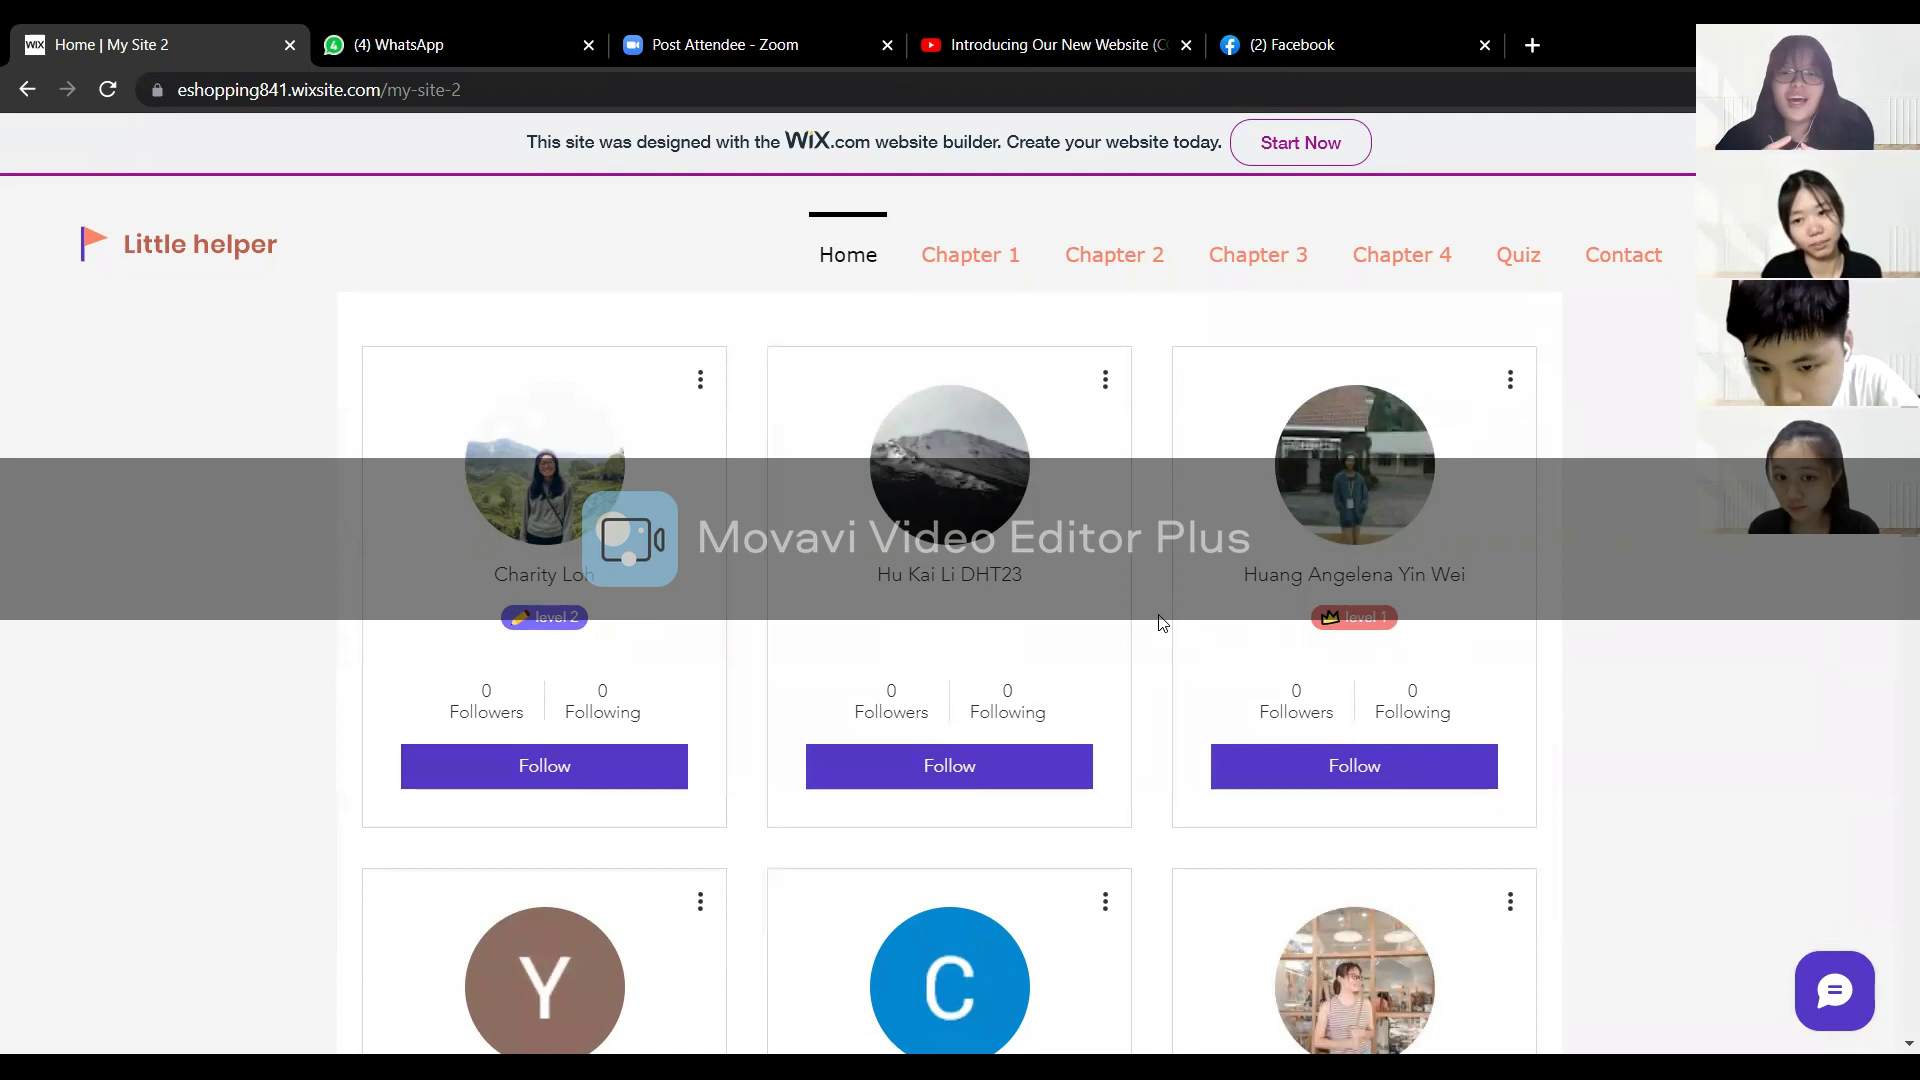 WIX Home | My Site 2
4 (4) WhatsApp
Post Attendee - Zoom
Introducing Our New Website (C
(2) Facebook
eshopping841.wixsite.com/my-site-2
This site was designed with the WiX.com website builder. Create your website today.
Start Now
Little helper
Home
Chapter 1
Chapter 2
Chapter 3
Chapter 4
Quiz
Contact
Movavi Video Editor Plus
Charity Loh
Hu Kai Li DHT23
Huang Angelena Yin Wei
level 2
level 1
0
Followers
0
Following
0
Followers
0
Following
0
Followers
0
Following
Follow
Follow
Follow
Y
C